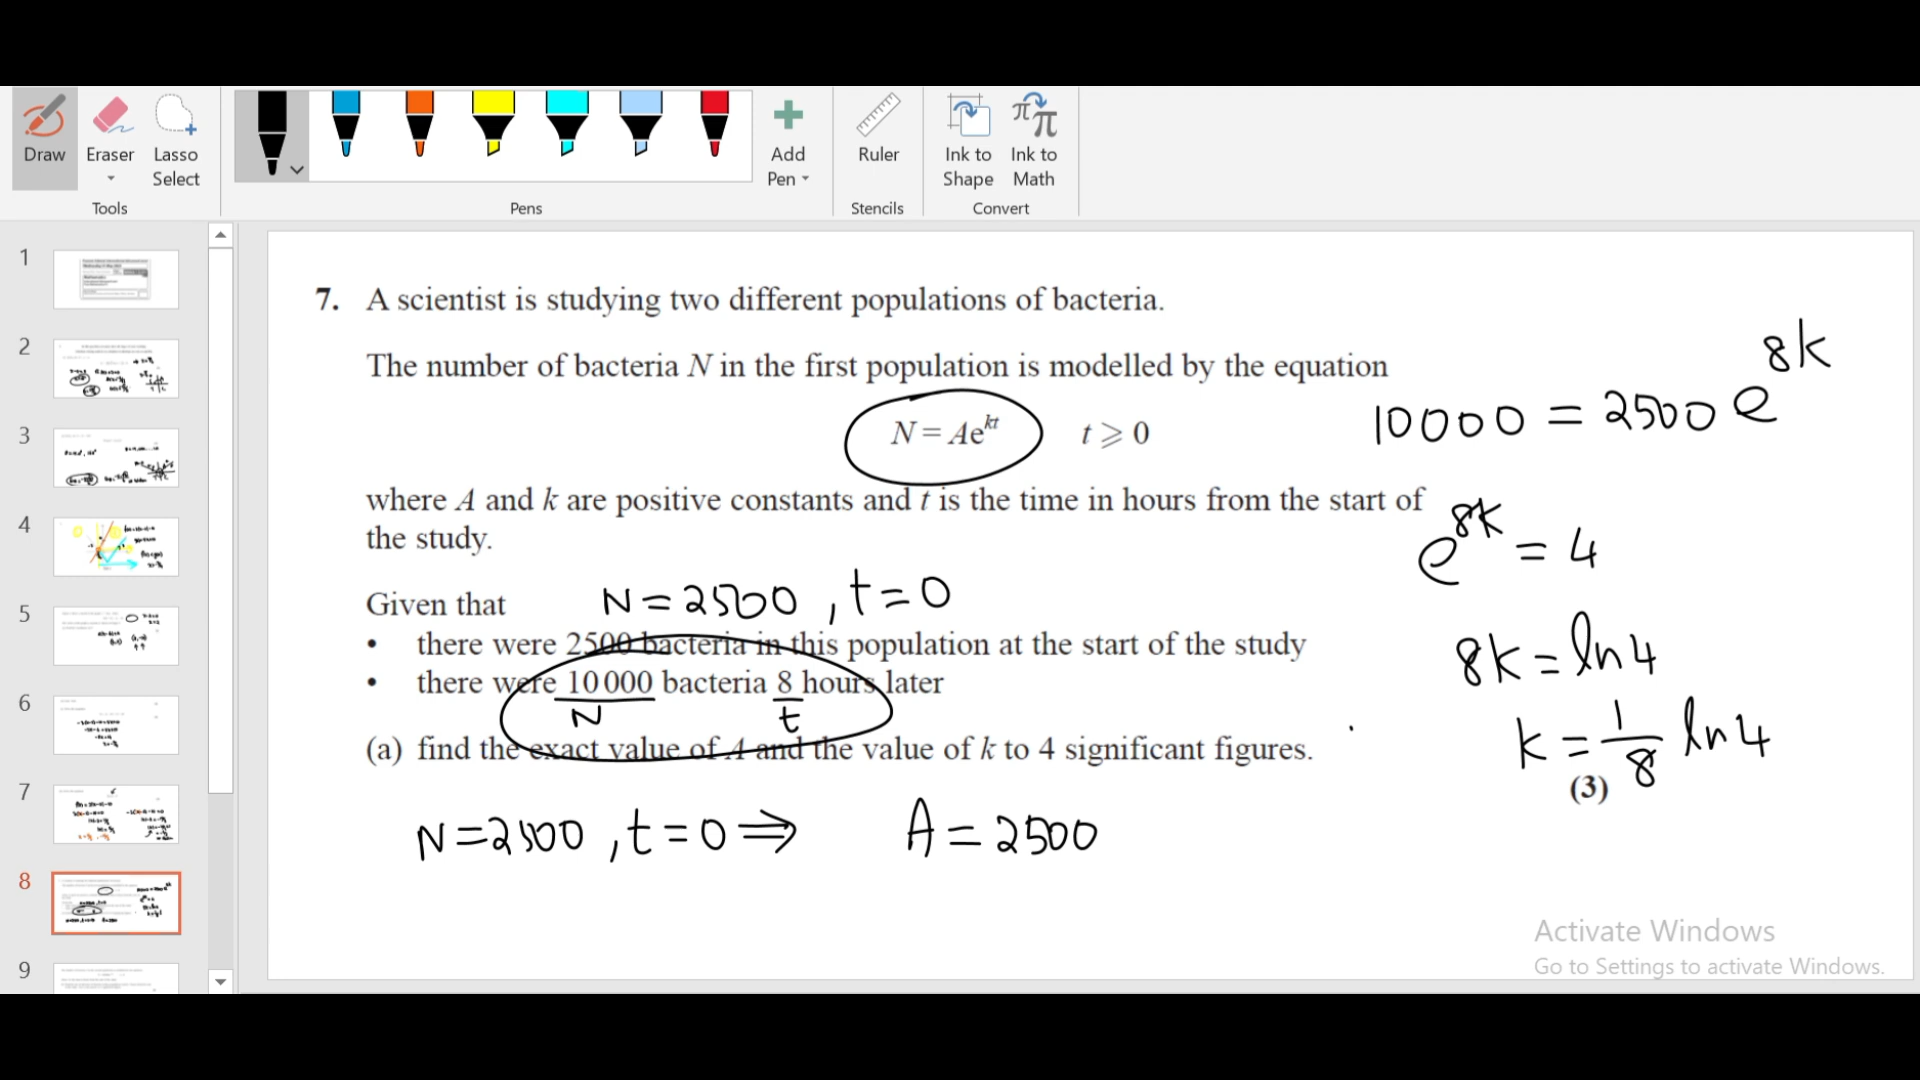 Draw
Eraser
Lasso
Select
Tools
Pens
Add
Pen
Ruler
Stencils
Ink to
Shape
Ink to
Math
Convert
1
2
3
4
5
6
7
8
9
7. A scientist is studying two different populations of bacteria.
The number of bacteria N in the first population is modelled by the equation
N = Ae^kt t ⩾ 0
where A and k are positive constants and t is the time in hours from the start of
the study.
Given that
N = 2500 , t = 0
• there were 2500 bacteria in this population at the start of the study
• there were 10 000 bacteria 8 hours later
N t
(a) find the exact value of A and the value of k to 4 significant figures.
(3)
N = 2500 , t = 0 ⇒ A = 2500
10000 = 2500 e^8k
e^8k = 4
8k = ln 4
k = 1/8 ln 4
Activate Windows
Go to Settings to activate Windows.